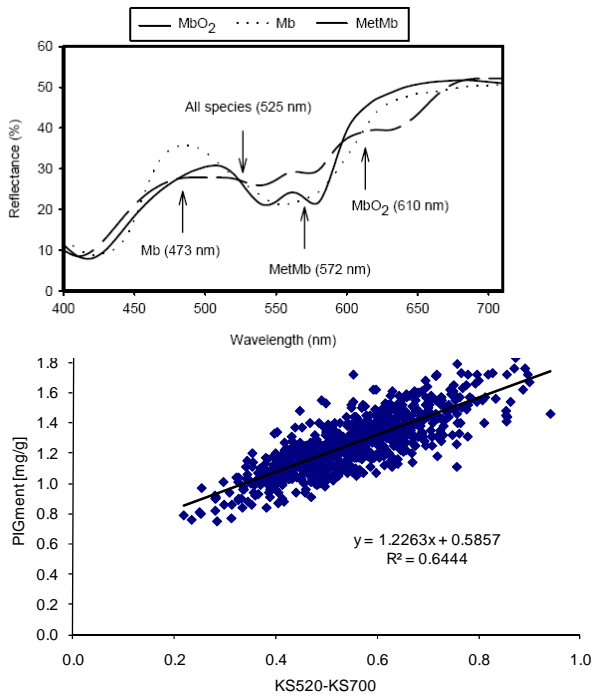 MbO2 Mb MetMb
60
50
40
30
20
10
0
Reflectance (%)
All species (525 nm)
Mb (473 nm)
MetMb (572 nm)
MbO2 (610 nm)
400 450 500 550 600 650 700
Wavelength (nm)
1.8
1.6
1.4
1.2
1.0
0.8
0.6
0.4
0.2
0.0
PIGment [mg/g]
y = 1.2263x + 0.5857
R² = 0.6444
0.0 0.2 0.4 0.6 0.8 1.0
KS520-KS700